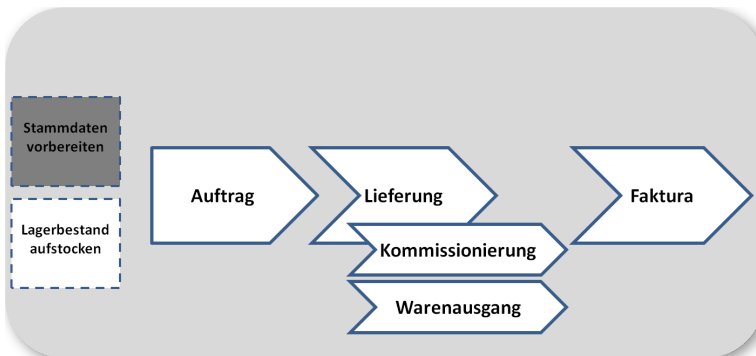 Stammdaten
vorbereiten
Lagerbestand
aufstocken
Auftrag
Lieferung
Kommissionierung
Warenausgang
Faktura